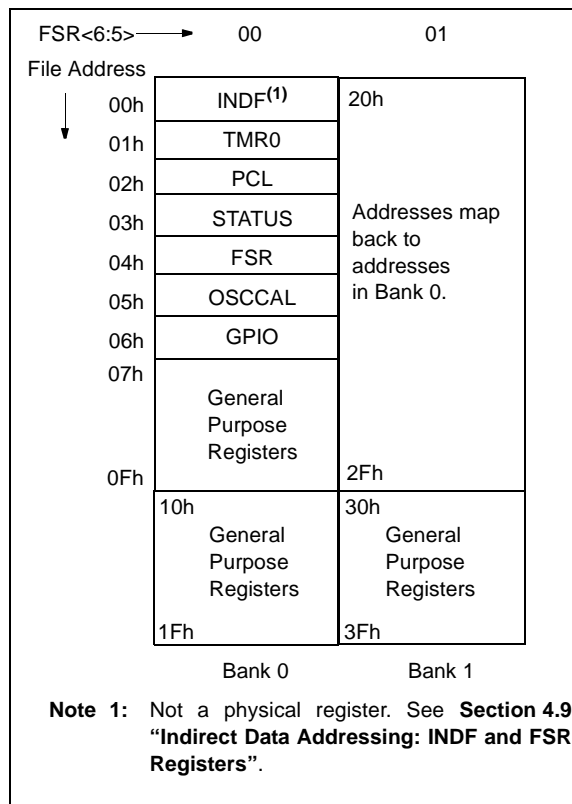 FSR<6:5> 00 01
File Address
00h INDF(1) 20h
01h TMR0
02h PCL
03h STATUS Addresses map
back to
04h FSR addresses
05h OSCCAL in Bank 0.
06h GPIO
07h
General
Purpose
Registers
0Fh 2Fh
10h 30h
General General
Purpose Purpose
Registers Registers
1Fh 3Fh
Bank 0 Bank 1
Note 1: Not a physical register. See Section 4.9
“Indirect Data Addressing: INDF and FSR
Registers”.